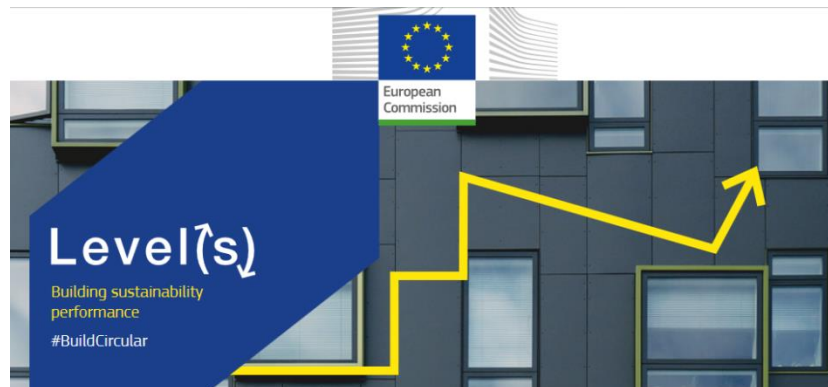 European
Commission
Level(s)
Building sustainability
performance
#BuildCircular